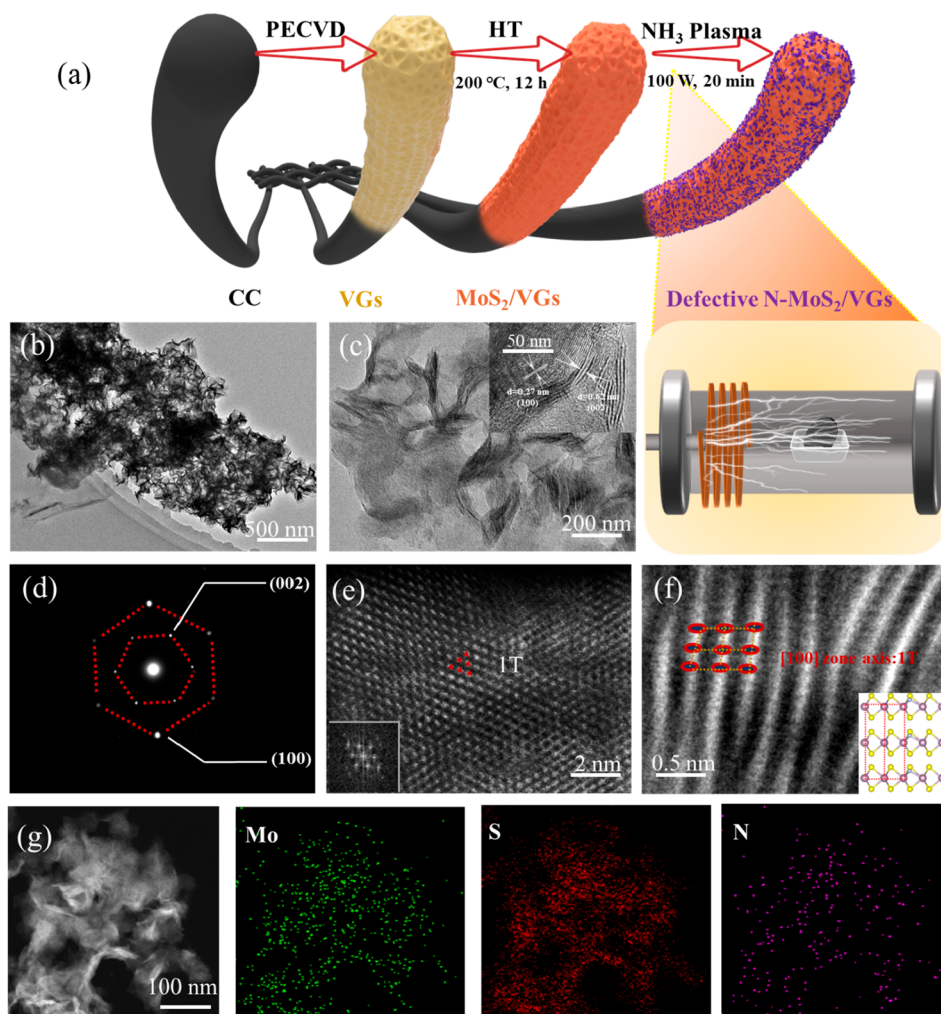 PECVD
HT
NH₃ Plasma
(a)
200 °C, 12 h
100 W, 20 min
CC
VGs
MoS₂/VGs
Defective N-MoS₂/VGs
(b)
500 nm
(c)
50 nm
d=0.27 nm
(100)
d=0.62 nm
(002)
200 nm
(d)
(002)
(100)
(e)
1T
2 nm
(f)
[100] zone axis:1T
0.5 nm
(g)
100 nm
Mo
S
N